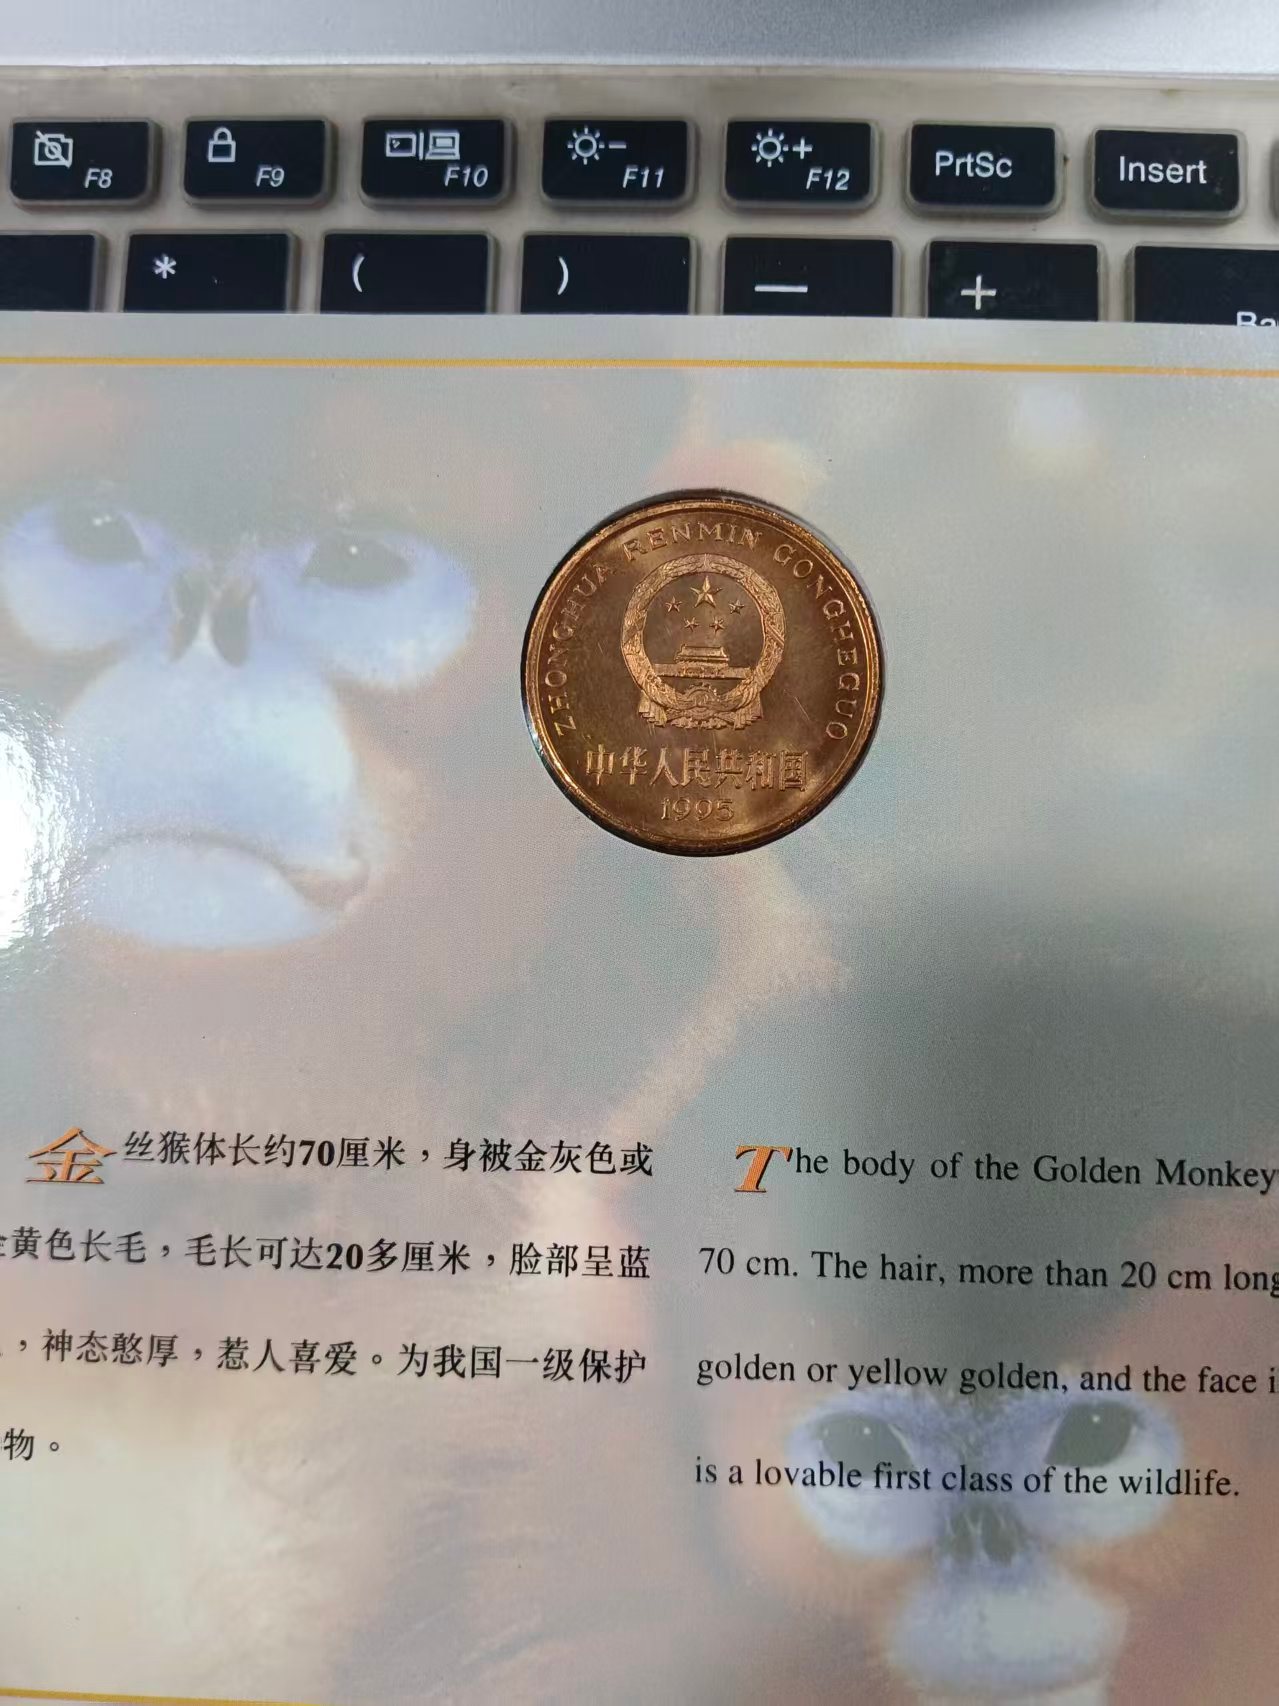 F8
F9
F10
F11
F12
PrtSc
Insert
*
(
)
—
+
ZHONGHUA RENMIN GONGHEGUO
中华人民共和国
1995
金丝猴体长约70厘米，身被金灰色或
黄色长毛，毛长可达20多厘米，脸部呈蓝
，神态憨厚，惹人喜爱。为我国一级保护
物。
The body of the Golden Monkey
70 cm. The hair, more than 20 cm long
golden or yellow golden, and the face
is a lovable first class of the wildlife.